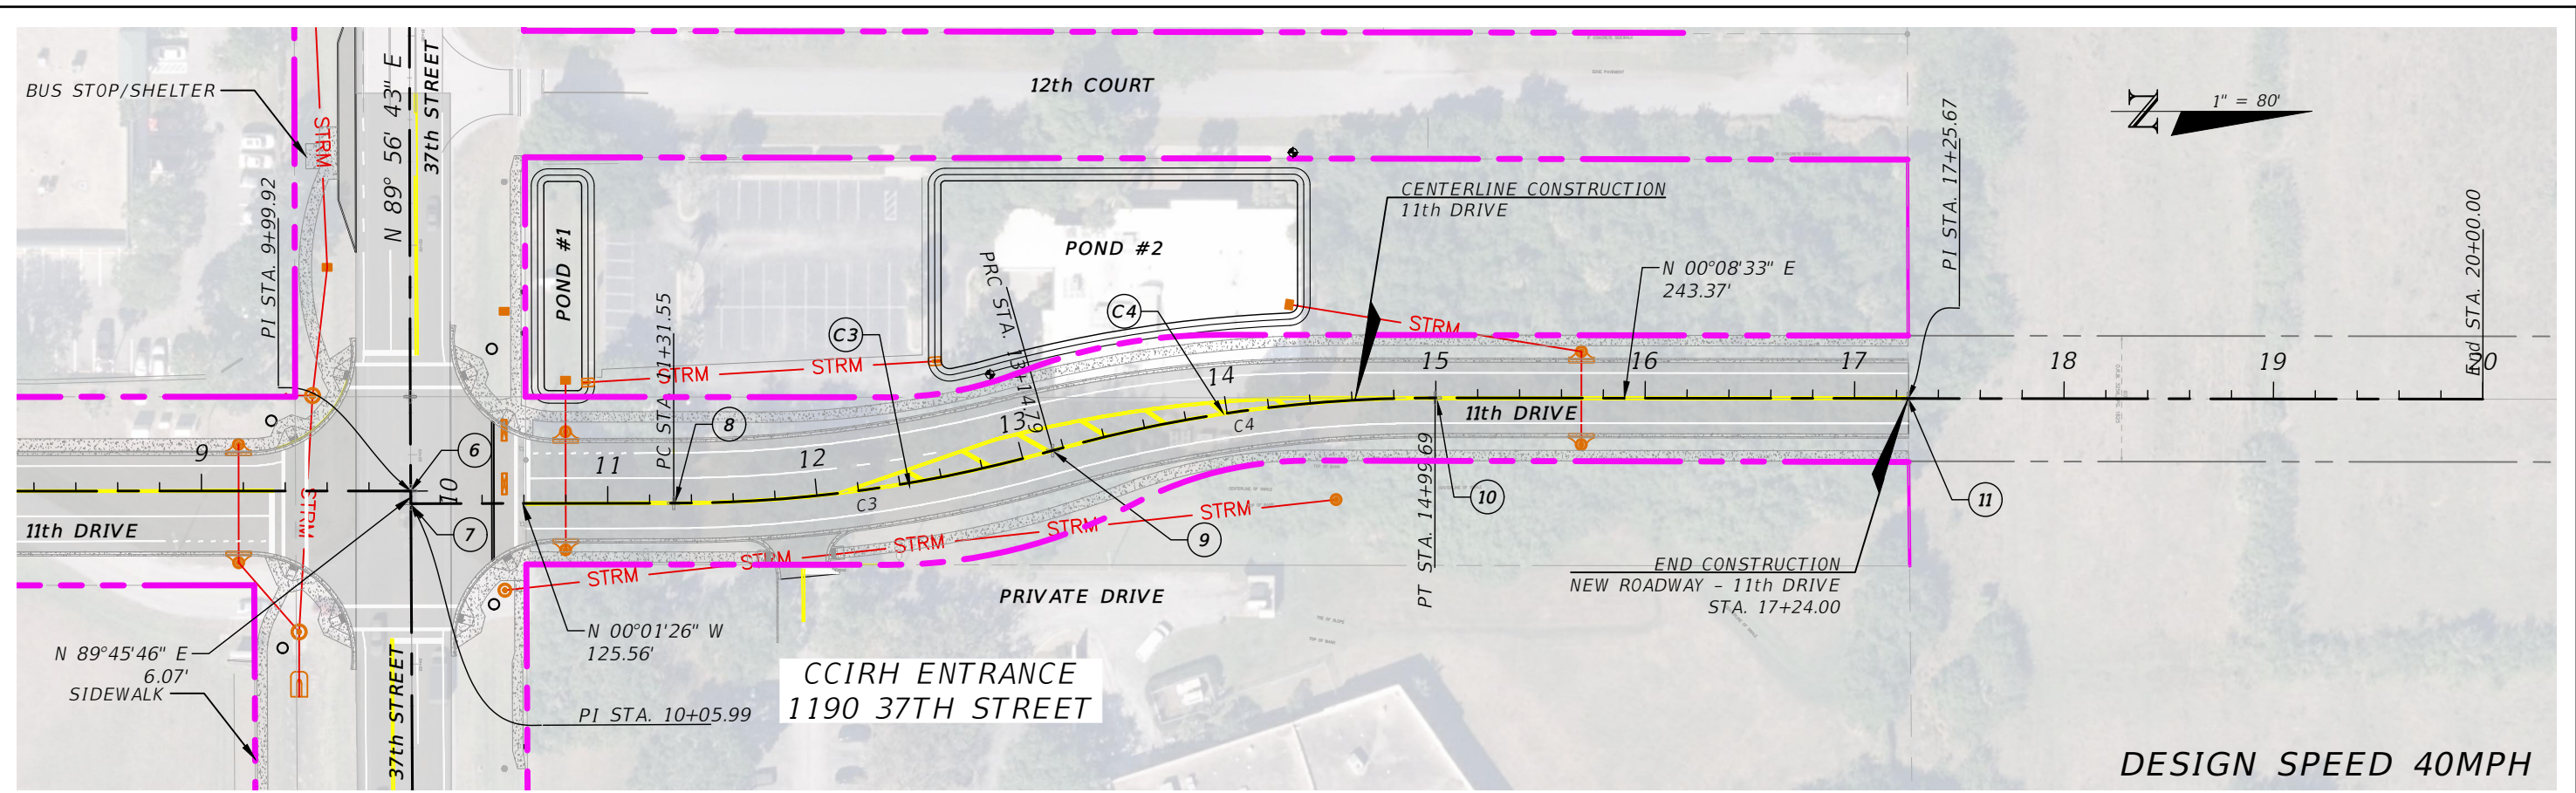 BUS STOP/SHELTER
STRM
N 89° 56' 43" E
37th STREET
12th COURT
N
1" = 80'
PI STA. 9+99.92
POND #1
POND #2
CENTERLINE CONSTRUCTION
11th DRIVE
PI STA. 17+25.67
N 00°08'33" E
243.37'
End STA. 20+00.00
PC STA. 11+31.55
PRC STA. 13+14.79
C3
C4
STRM
STRM
STRM
9
10
11
12
13
14
15
16
17
18
19
20
6
7
8
9
10
11
C3
C4
11th DRIVE
11th DRIVE
STRM
STRM
STRM
STRM
STRM
STRM
PT STA. 14+99.69
END CONSTRUCTION
NEW ROADWAY - 11th DRIVE
STA. 17+24.00
PRIVATE DRIVE
N 00°01'26" W
125.56'
N 89°45'46" E
6.07'
SIDEWALK
37th STREET
PI STA. 10+05.99
CCIRH ENTRANCE
1190 37TH STREET
DESIGN SPEED 40MPH